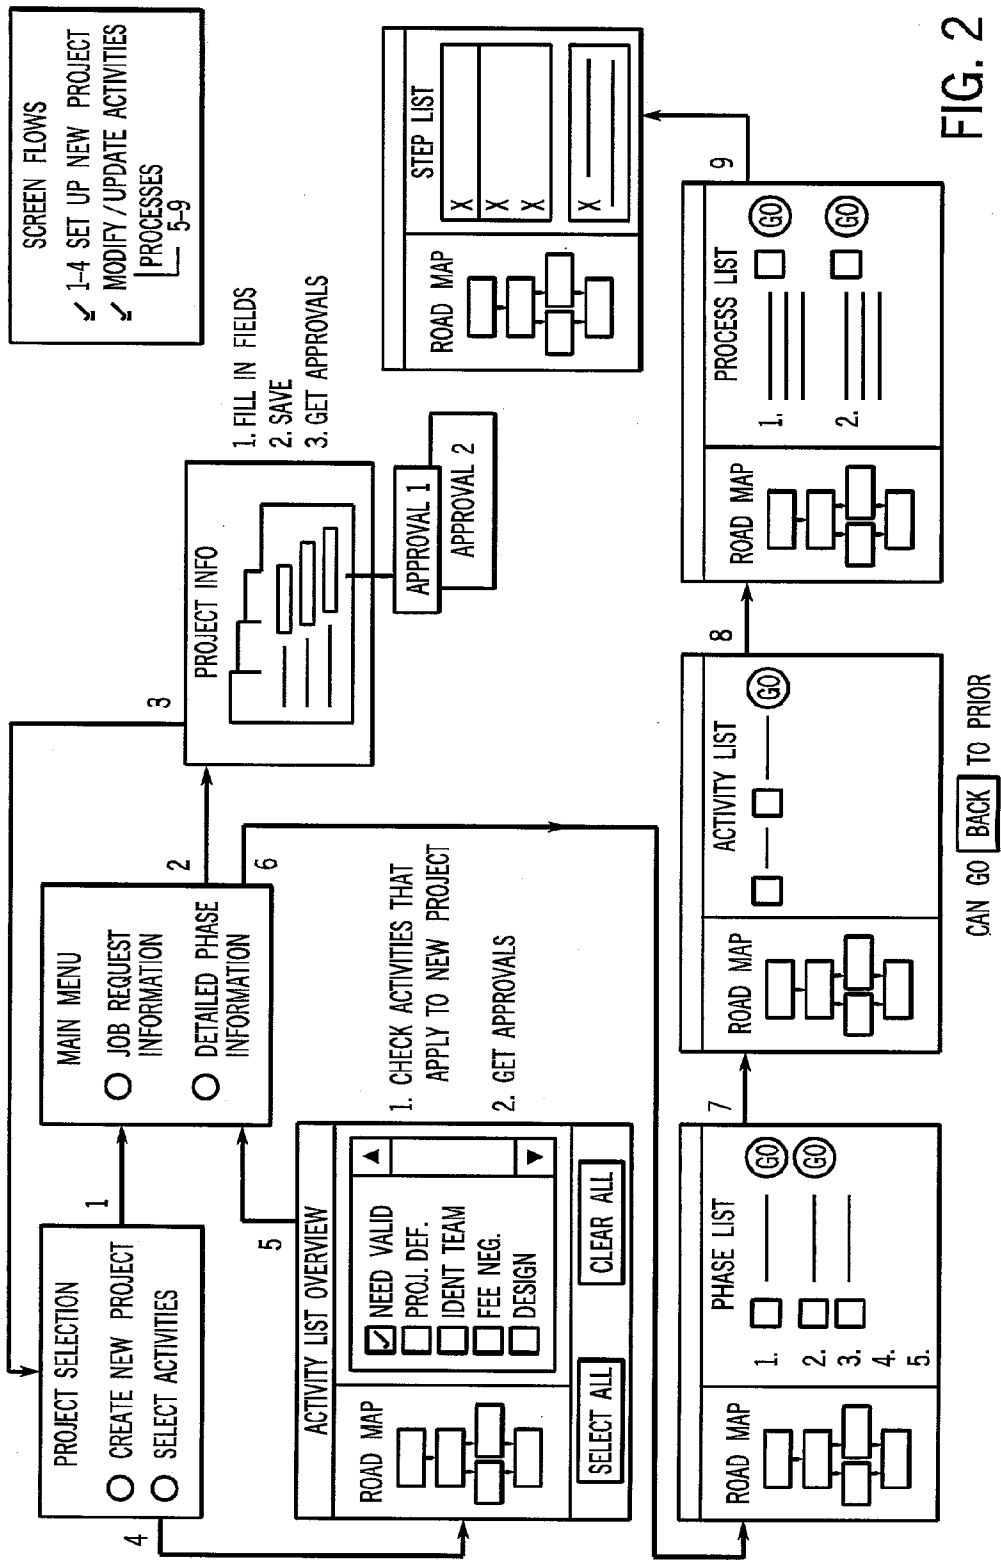 SCREEN FLOWS
✓ 1-4 SET UP NEW PROJECT
✓ MODIFY/UPDATE ACTIVITIES
PROCESSES
5-9
PROJECT SELECTION
CREATE NEW PROJECT
SELECT ACTIVITIES
1
MAIN MENU
JOB REQUEST
INFORMATION
DETAILED PHASE
INFORMATION
2
PROJECT INFO
3
1. FILL IN FIELDS
2. SAVE
3. GET APPROVALS
APPROVAL 1
APPROVAL 2
4
ACTIVITY LIST OVERVIEW
ROAD MAP
NEED VALID
PROJ. DEF.
IDENT TEAM
FEE NEG.
DESIGN
SELECT ALL
CLEAR ALL
5
1. CHECK ACTIVITIES THAT
APPLY TO NEW PROJECT
2. GET APPROVALS
6
ROAD MAP
PHASE LIST
1.
GO
2.
GO
3.
4.
5.
7
ROAD MAP
ACTIVITY LIST
GO
8
ROAD MAP
PROCESS LIST
1.
GO
2.
GO
9
ROAD MAP
STEP LIST
X
X
X
X
CAN GO BACK TO PRIOR
FIG. 2